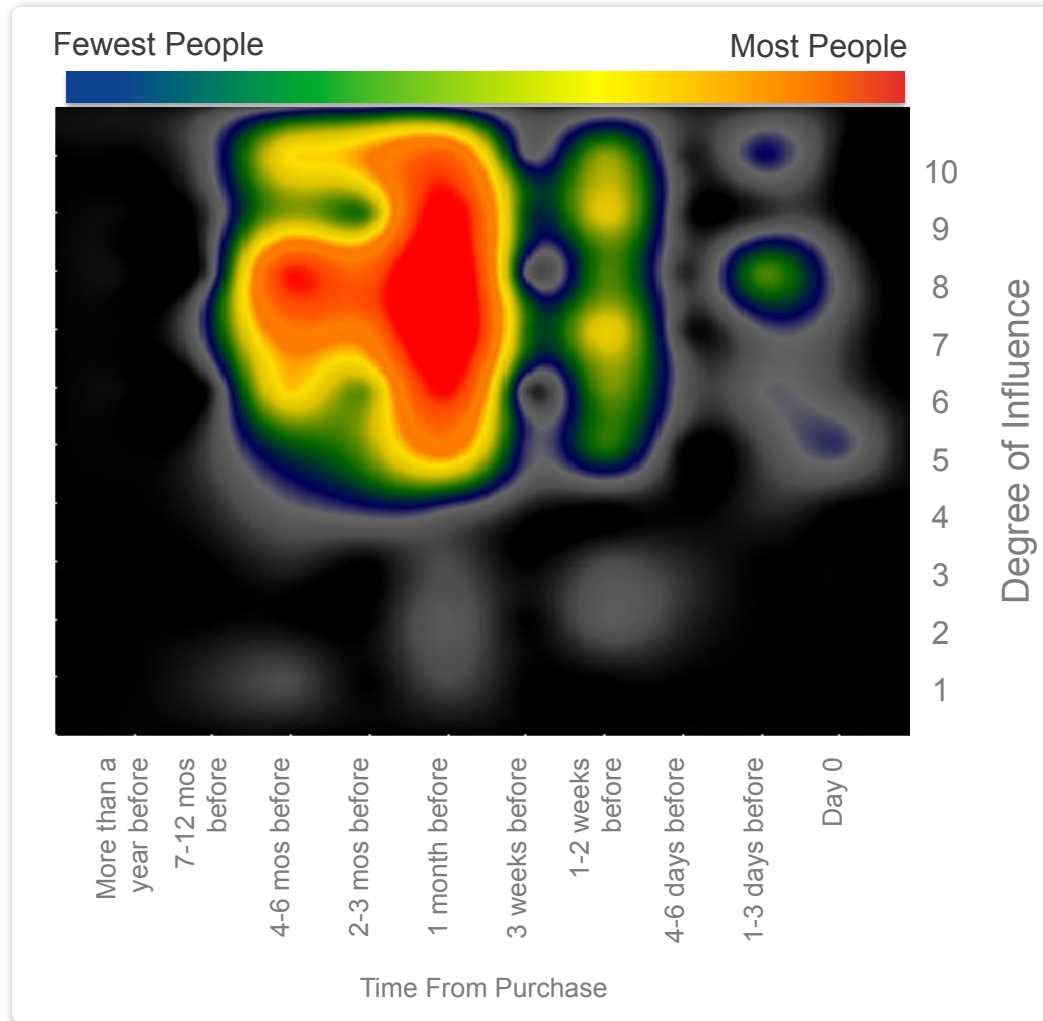 Fewest People
Most People
10
9
8
7
6
5
4
3
2
1
Degree of Influence
More than a
year before
7-12 mos
before
4-6 mos before
2-3 mos before
1 month before
3 weeks before
1-2 weeks
before
4-6 days before
1-3 days before
Day 0
Time From Purchase